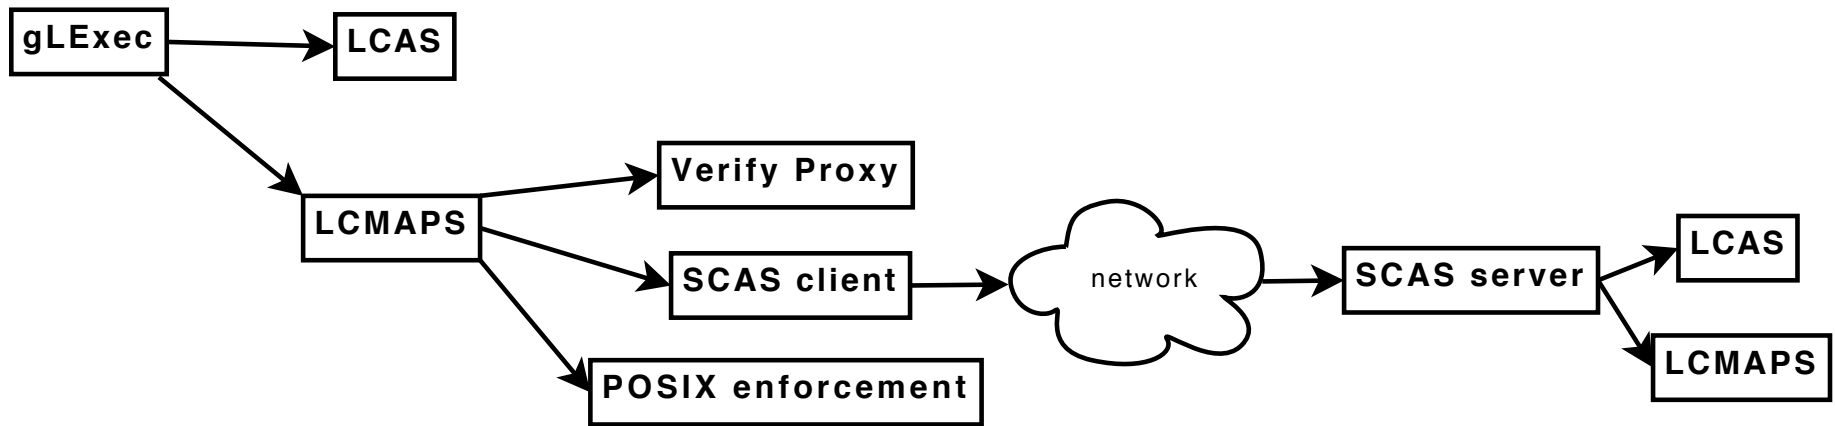 gLExec
LCAS
Verify Proxy
LCMAPS
SCAS client
network
SCAS server
LCAS
LCMAPS
POSIX enforcement